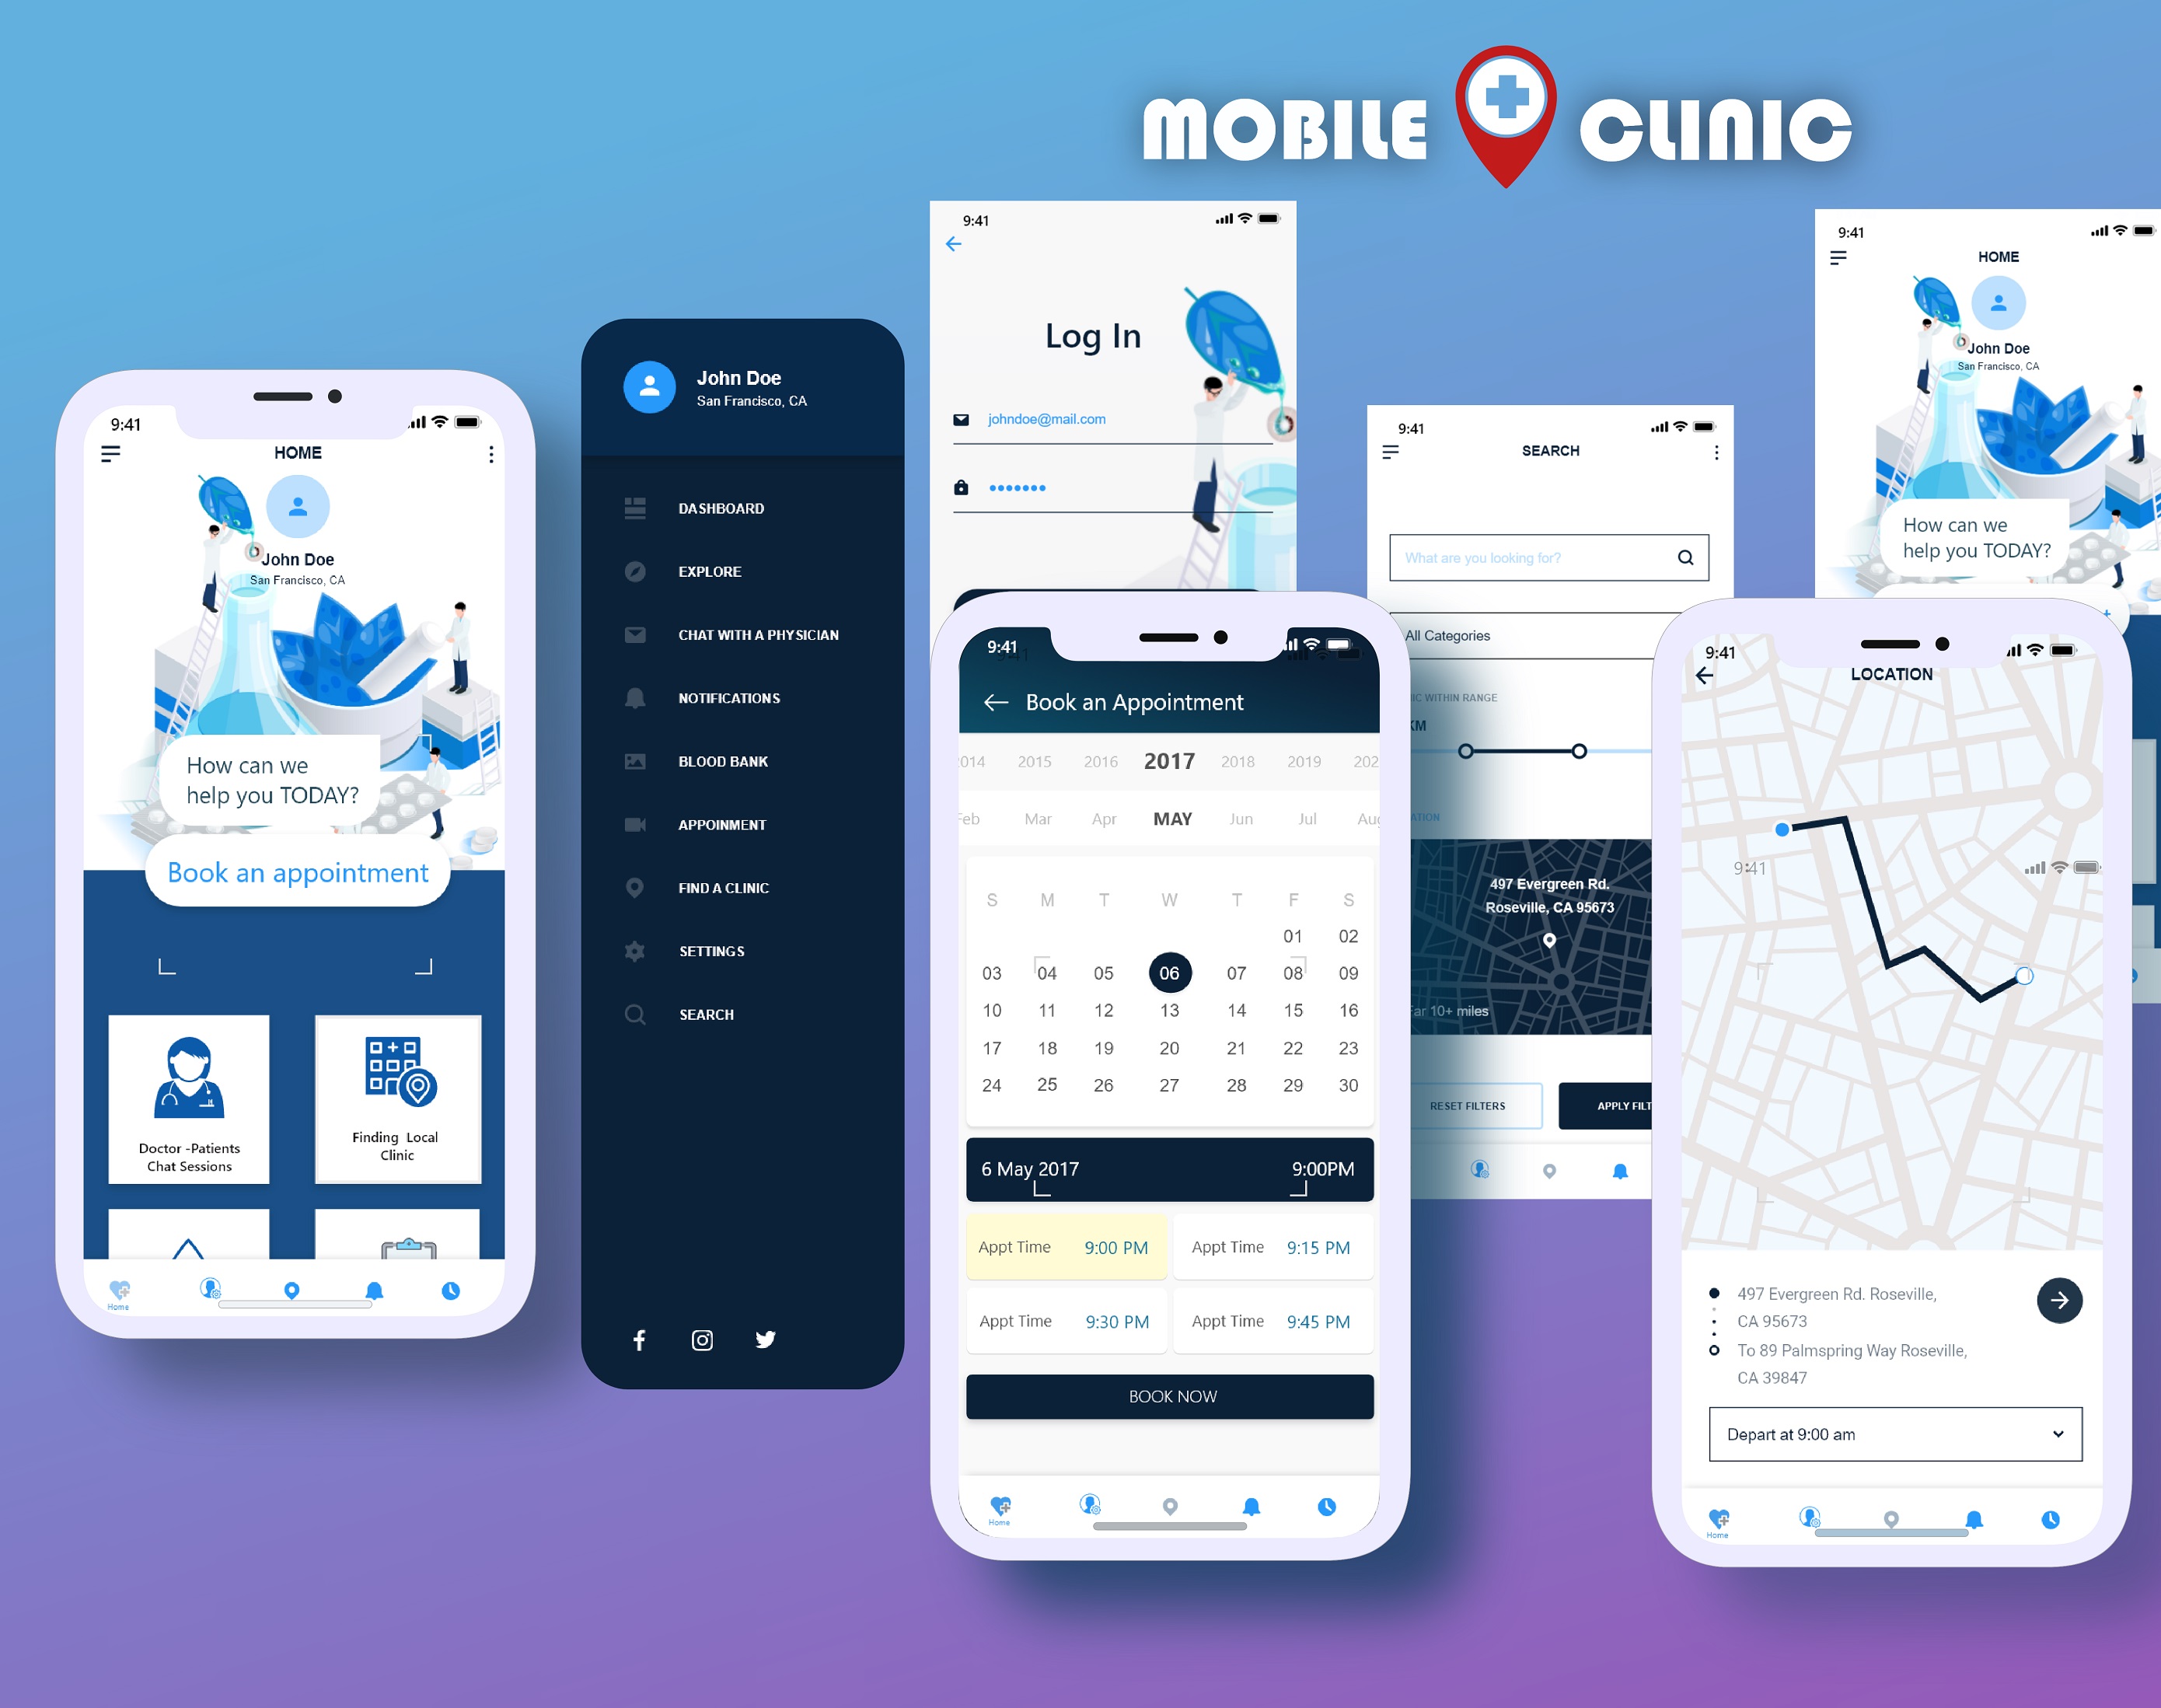 MOBILE CLINIC
9:41
HOME
John Doe
San Francisco, CA
How can we
help you TODAY?
Book an appointment
Doctor -Patients
Chat Sessions
Finding Local
Clinic
Home
John Doe
San Francisco, CA
DASHBOARD
EXPLORE
CHAT WITH A PHYSICIAN
NOTIFICATIONS
BLOOD BANK
APPOINMENT
FIND A CLINIC
SETTINGS
SEARCH
9:41
Log In
johndoe@mail.com
9:41
9:41
Book an Appointment
014 2015 2016 2017 2018 2019 202
Feb Mar Apr MAY Jun Jul Aug
S M T W T F S
01 02
03 04 05 06 07 08 09
10 11 12 13 14 15 16
17 18 19 20 21 22 23
24 25 26 27 28 29 30
6 May 2017 9:00PM
Appt Time 9:00 PM Appt Time 9:15 PM
Appt Time 9:30 PM Appt Time 9:45 PM
BOOK NOW
Home
9:41
SEARCH
What are you looking for?
All Categories
IC WITHIN RANGE
KM
ATION
497 Evergreen Rd.
Roseville, CA 95673
ar 10+ miles
RESET FILTERS APPLY FILT
9:41
HOME
John Doe
San Francisco, CA
How can we
help you TODAY?
9:41
LOCATION
9:41
497 Evergreen Rd. Roseville,
CA 95673
To 89 Palmspring Way Roseville,
CA 39847
Depart at 9:00 am
Home